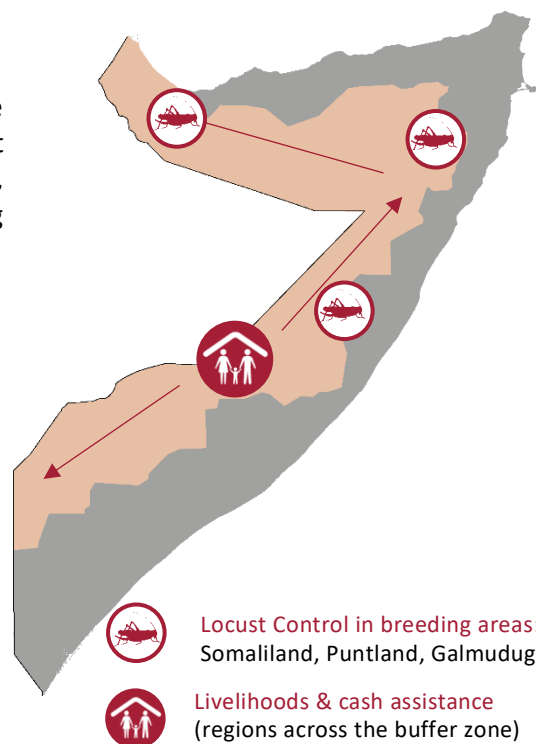 Locust Control in breeding areas:
Somaliland, Puntland, Galmudug
Livelihoods & cash assistance
(regions across the buffer zone)